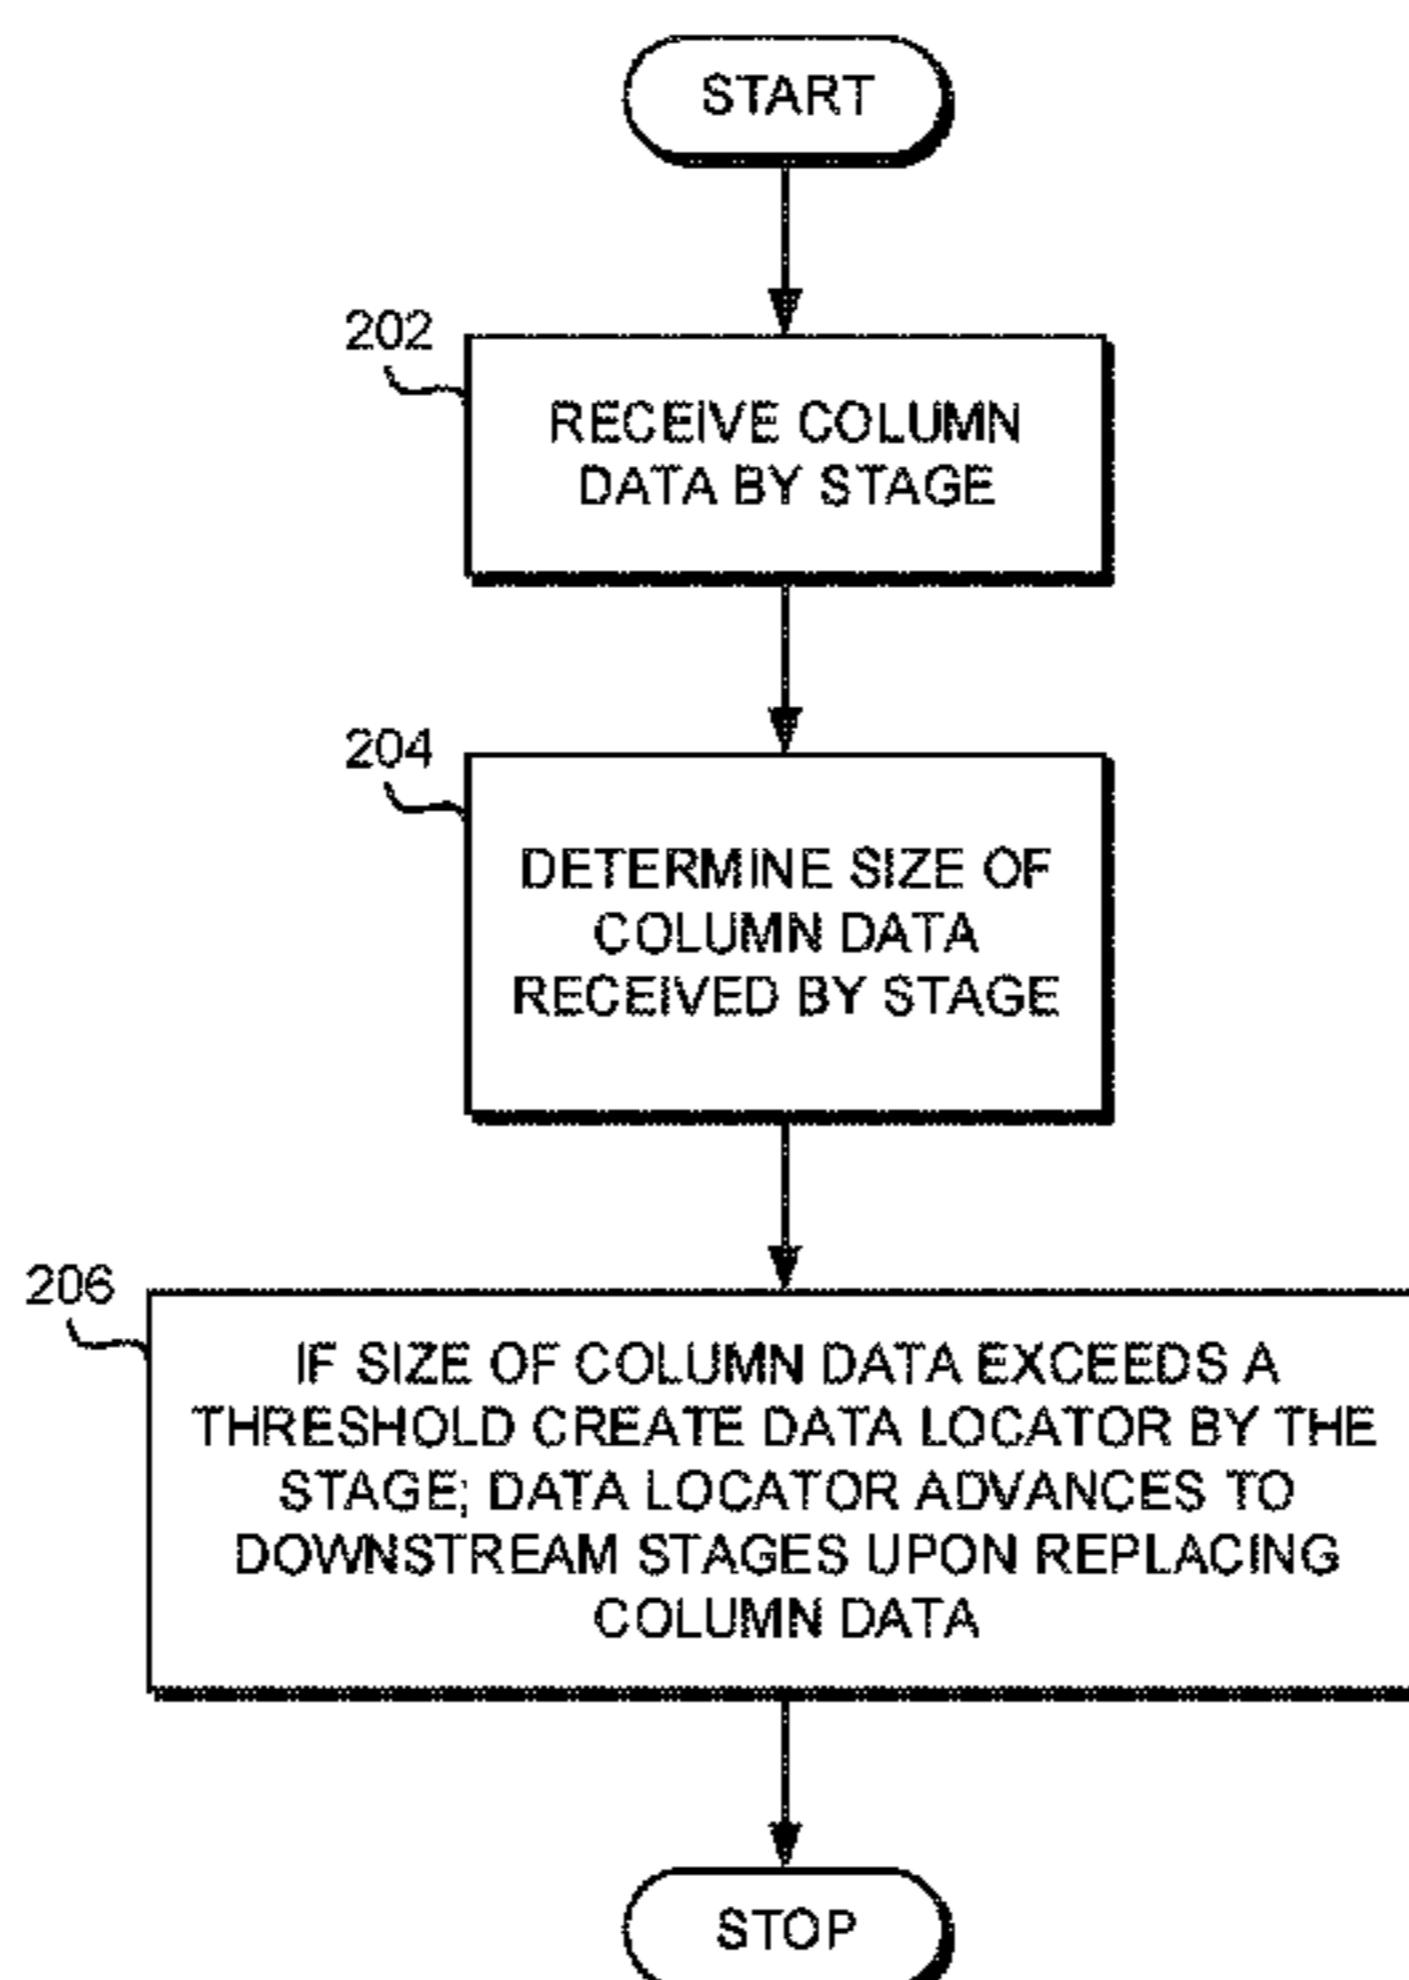 START
202
RECEIVE COLUMN
DATA BY STAGE
204
DETERMINE SIZE OF
COLUMN DATA
RECEIVED BY STAGE
206
IF SIZE OF COLUMN DATA EXCEEDS A
THRESHOLD CREATE DATA LOCATOR BY THE
STAGE; DATA LOCATOR ADVANCES TO
DOWNSTREAM STAGES UPON REPLACING
COLUMN DATA
STOP